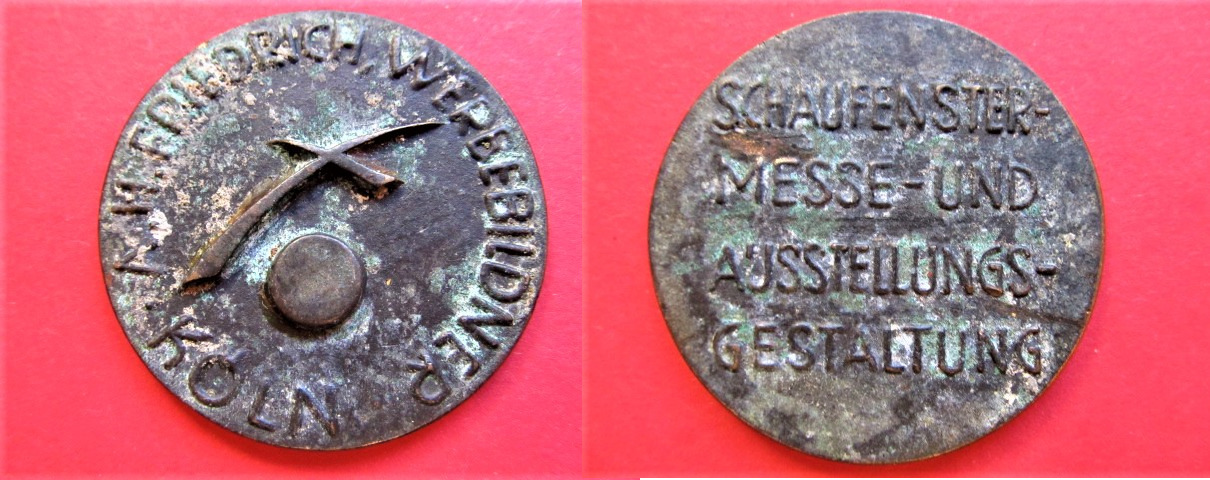 A.H. FRIEDRICH, WERBEBILDNER
KÖLN
SCHAUFENSTER-
MESSE-UND
AUSSTELLUNGS-
GESTALTUNG